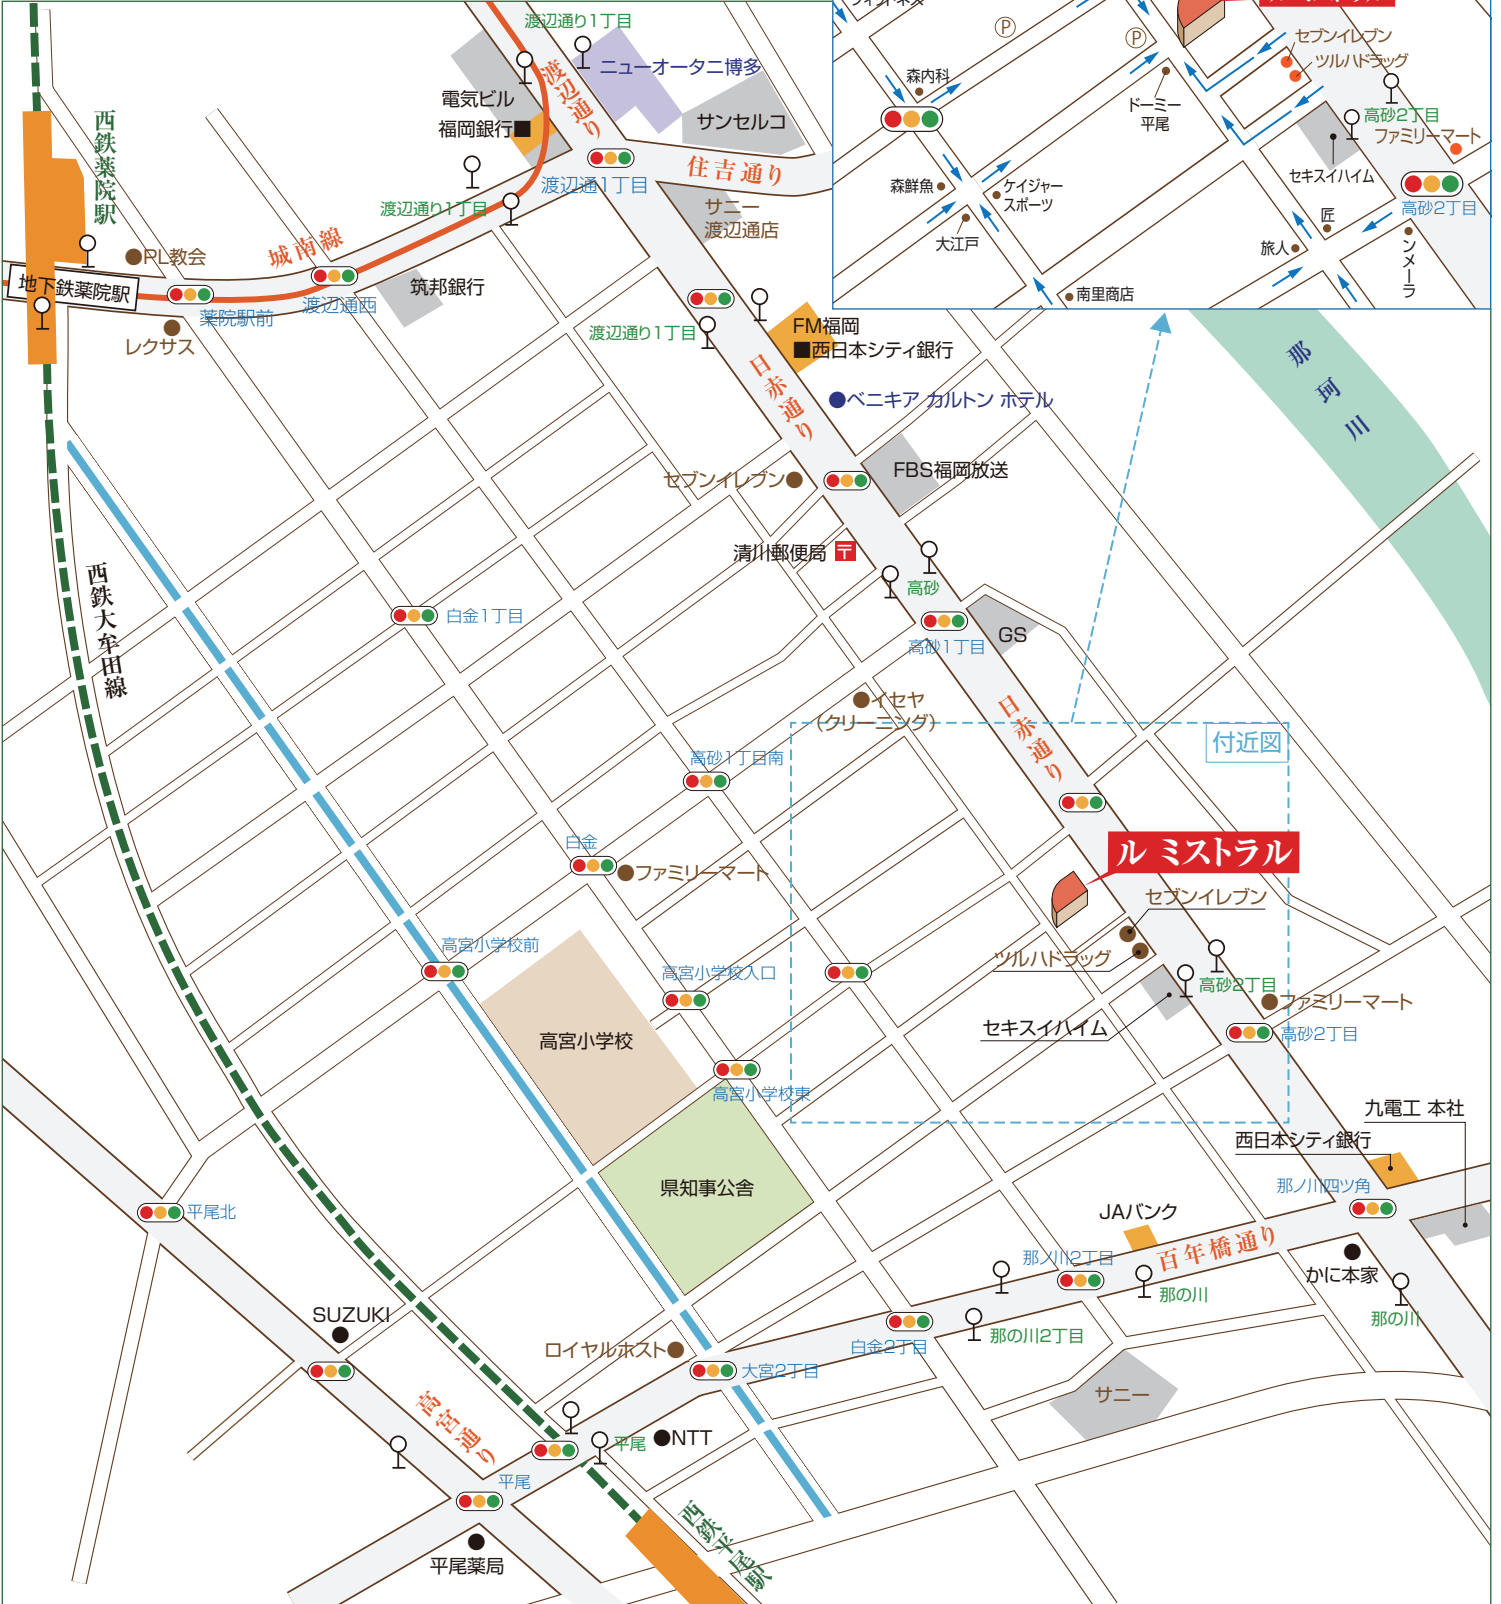 渡辺通り1丁目
ニューオータニ博多
電気ビル
福岡銀行
渡辺通り
サンセルコ
西鉄薬院駅
渡辺通1丁目
住吉通り
渡辺通り1丁目
サニー
渡辺通店
PL教会
城南線
地下鉄薬院駅
渡辺通西
筑邦銀行
薬院駅前
レクサス
渡辺通り1丁目
FM福岡
西日本シティ銀行
日赤通り
ベニキア カルトン ホテル
セブンイレブン
FBS福岡放送
清川郵便局
〒
高砂
西鉄大牟田線
白金1丁目
高砂1丁目
GS
イセヤ
(クリーニング)
日赤通り
付近図
高砂1丁目南
白金
ファミリーマート
ル ミストラル
セブンイレブン
ツルハドラッグ
高宮小学校前
高宮小学校入口
高砂2丁目
ファミリーマート
セキスイハイム
高砂2丁目
高宮小学校
高宮小学校東
九電工 本社
西日本シティ銀行
県知事公舎
那ノ川四ツ角
平尾北
JAバンク
百年橋通り
那ノ川2丁目
かに本家
那の川
那の川
SUZUKI
那の川2丁目
白金2丁目
ロイヤルホスト
大宮2丁目
サニー
高宮通り
平尾
NTT
平尾
西鉄平尾駅
平尾薬局
那珂川
P
P
セブンイレブン
ツルハドラッグ
森内科
ドーミー
平尾
高砂2丁目
ファミリーマート
セキスイハイム
高砂2丁目
森鮮魚
ケイジャー
スポーツ
大江戸
匠
旅人
ンメーラ
南里商店